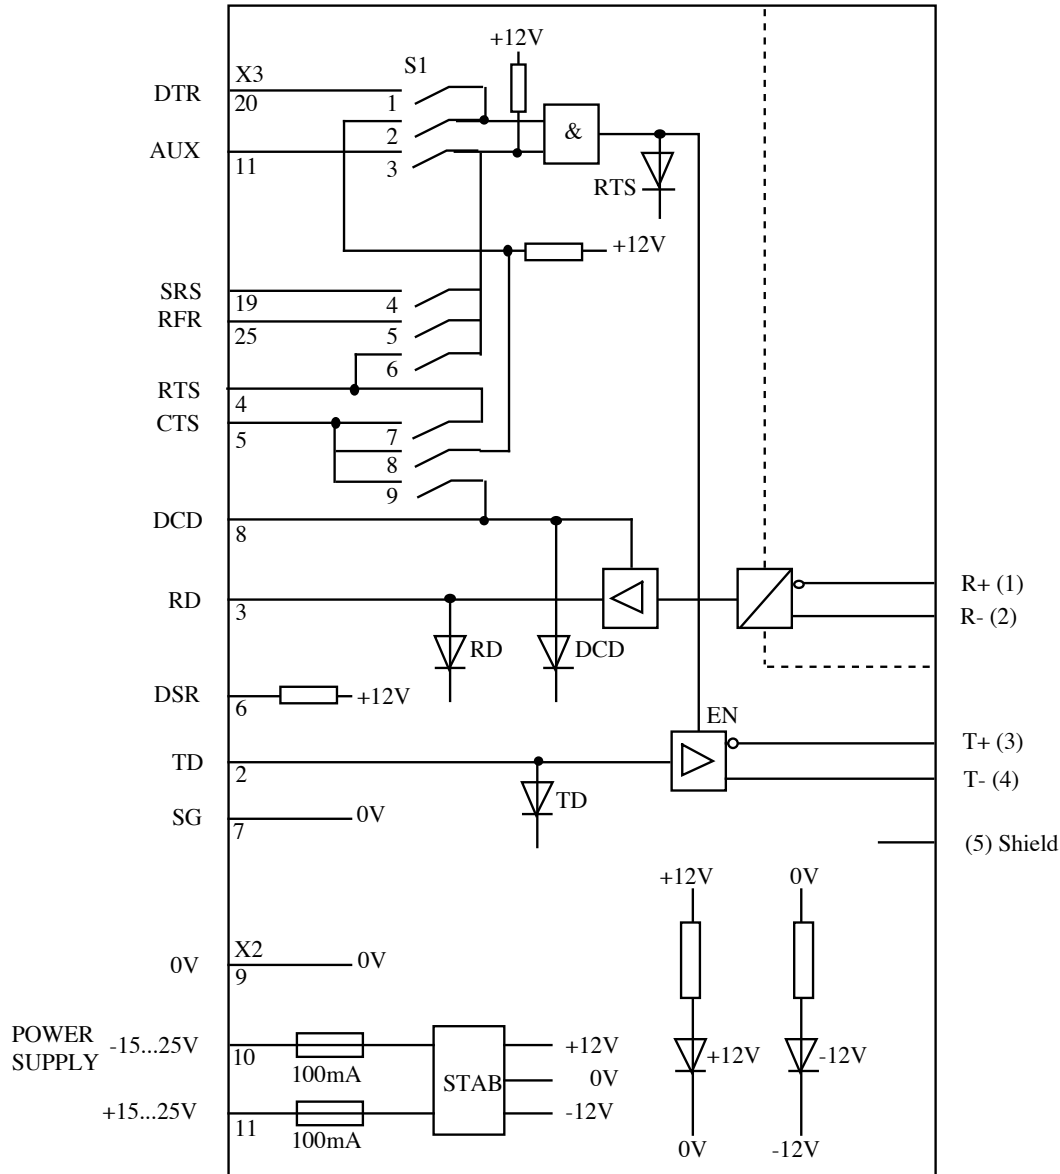 +12V
S1
X3
DTR
20
1
2
&
AUX
11
3
RTS
+12V
SRS
19
4
RFR
25
5
6
RTS
4
CTS
5
7
8
9
DCD
8
RD
3
R+ (1)
R- (2)
RD
DCD
DSR
6
+12V
EN
TD
2
T+ (3)
T- (4)
TD
SG
7
0V
(5) Shield
+12V
0V
X2
0V
9
0V
POWER SUPPLY
-15...25V
10
100mA
+12V
STAB
0V
+12V
-12V
+15...25V
11
100mA
-12V
0V
-12V